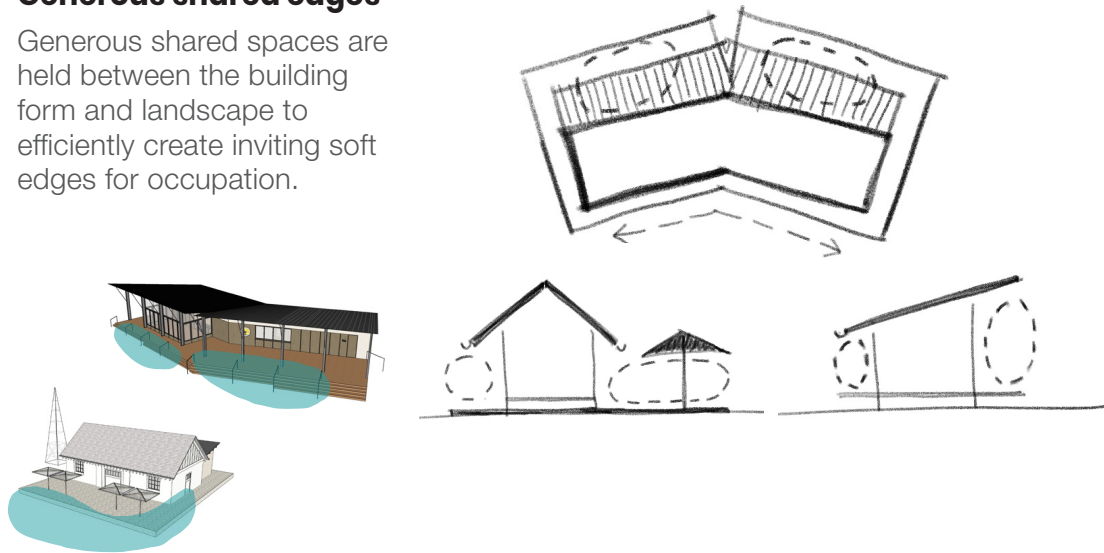 Generous shared edges
Generous shared spaces are
held between the building
form and landscape to
efficiently create inviting soft
edges for occupation.